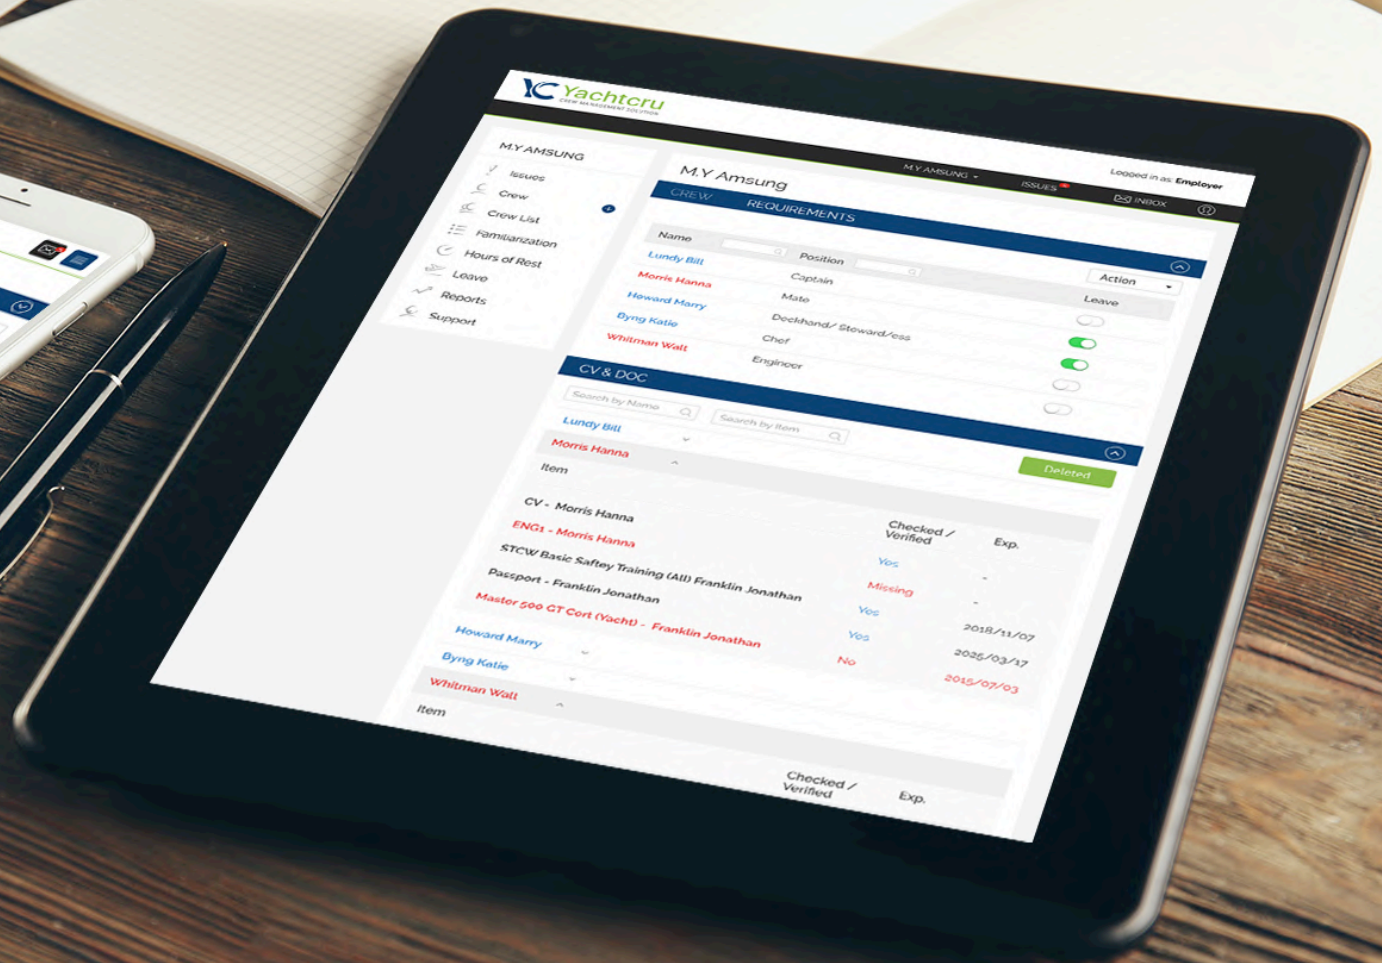 YC Yachtcru
CREW MANAGEMENT SOLUTION
Logged in as: Employer
M.Y AMSUNG
ISSUES
INBOX
M.Y AMSUNG
Issues
Crew
Crew List
Familiarization
Hours of Rest
Leave
Reports
Support
M.Y Amsung
CREW REQUIREMENTS
Name Position Action
Leave
Lundy Bill Captain
Morris Hanna Mate
Howard Marry Deckhand/ Steward/ess
Byng Katie Chef
Whitman Walt Engineer
CV & DOC
Search by Name Search by Item
Deleted
Lundy Bill
Morris Hanna
Item Checked / Verified Exp.
CV - Morris Hanna Yes -
ENG1 - Morris Hanna Missing -
STCW Basic Saftey Training (All) Franklin Jonathan Yes 2018/11/07
Passport - Franklin Jonathan Yes 2025/03/17
Master 500 GT Cert (Yacht) - Franklin Jonathan No 2015/07/03
Howard Marry
Byng Katie
Whitman Walt
Item Checked / Verified Exp.